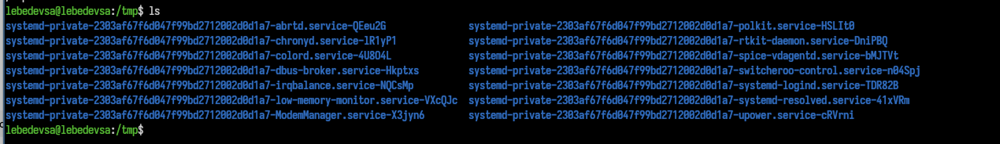 lebedevsa@lebedevsa:/tmp$ ls
systemd-private-2303af67f6d047f99bd2712002d0d1a7-abrtd.service-QEeu2G systemd-private-2303af67f6d047f99bd2712002d0d1a7-polkit.service-HSLIt0
systemd-private-2303af67f6d047f99bd2712002d0d1a7-chronyd.service-lR1yP1 systemd-private-2303af67f6d047f99bd2712002d0d1a7-rtkit-daemon.service-DniPBQ
systemd-private-2303af67f6d047f99bd2712002d0d1a7-colord.service-4U8O4L systemd-private-2303af67f6d047f99bd2712002d0d1a7-spice-vdagentd.service-bMJTVt
systemd-private-2303af67f6d047f99bd2712002d0d1a7-dbus-broker.service-Hkptxs systemd-private-2303af67f6d047f99bd2712002d0d1a7-switcheroo-control.service-n04Spj
systemd-private-2303af67f6d047f99bd2712002d0d1a7-irqbalance.service-NQCsMp systemd-private-2303af67f6d047f99bd2712002d0d1a7-systemd-logind.service-TDR82B
systemd-private-2303af67f6d047f99bd2712002d0d1a7-low-memory-monitor.service-VXcQJc systemd-private-2303af67f6d047f99bd2712002d0d1a7-systemd-resolved.service-41xVRm
systemd-private-2303af67f6d047f99bd2712002d0d1a7-ModemManager.service-X3jyn6 systemd-private-2303af67f6d047f99bd2712002d0d1a7-upower.service-cRVrni
lebedevsa@lebedevsa:/tmp$